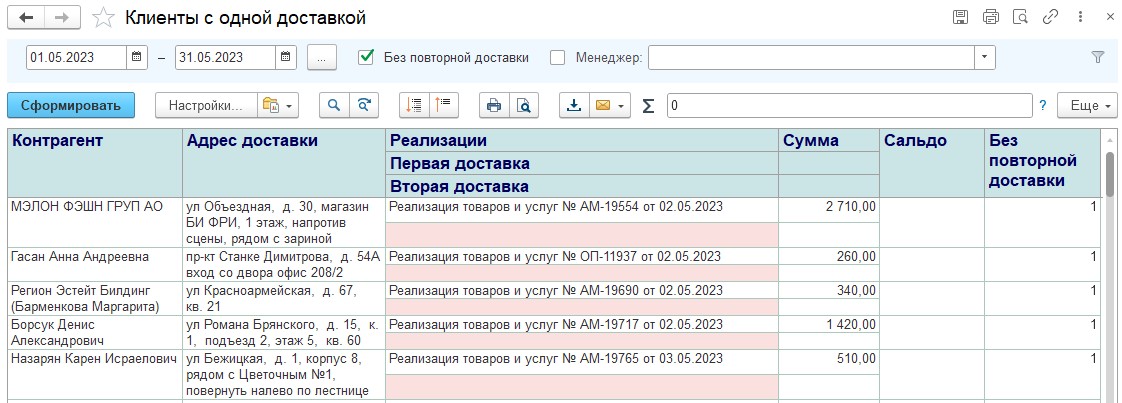 Клиенты с одной доставкой
01.05.2023 – 31.05.2023 ... Без повторной доставки Менеджер:
Сформировать Настройки... Σ 0 ? Еще
Контрагент Адрес доставки Реализации Сумма Сальдо Без повторной доставки
Первая доставка
Вторая доставка
МЭЛОН ФЭШН ГРУП АО ул Объездная, д. 30, магазин Реализация товаров и услуг № АМ-19554 от 02.05.2023 2 710,00 1
БИ ФРИ, 1 этаж, напротив
сцены, рядом с зариной
Гасан Анна Андреевна пр-кт Станке Димитрова, д. 54А Реализация товаров и услуг № ОП-11937 от 02.05.2023 260,00 1
вход со двора офис 208/2
Регион Эстейт Билдинг ул Красноармейская, д. 67, Реализация товаров и услуг № АМ-19690 от 02.05.2023 340,00 1
(Барменкова Маргарита) кв. 21
Борсук Денис ул Романа Брянского, д. 15, к. Реализация товаров и услуг № АМ-19717 от 02.05.2023 1 420,00 1
Александрович 1, подъезд 2, этаж 5, кв. 60
Назарян Карен Исраелович ул Бежицкая, д. 1, корпус 8, Реализация товаров и услуг № АМ-19765 от 03.05.2023 510,00 1
рядом с Цветочным №1,
повернуть налево по лестнице